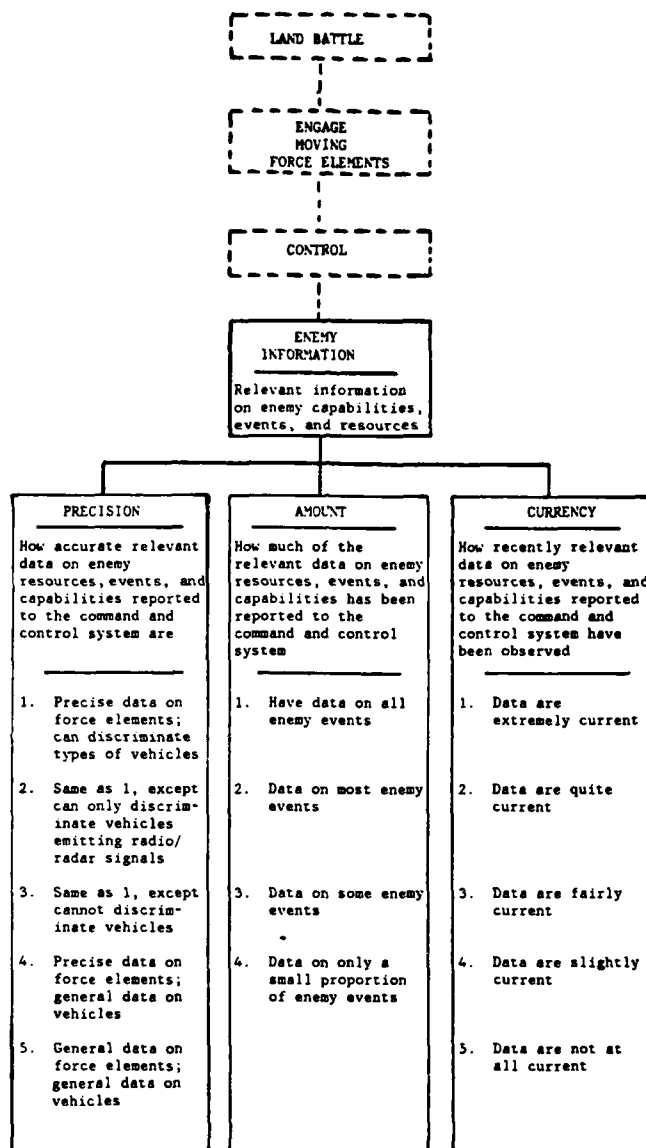 LAND BATTLE
ENGAGE
MOVING
FORCE ELEMENTS
CONTROL
ENEMY
INFORMATION
Relevant information
on enemy capabilities,
events, and resources
PRECISION
How accurate relevant
data on enemy
resources, events, and
capabilities reported
to the command and
control system are
1. Precise data on
force elements;
can discriminate
types of vehicles
2. Same as 1, except
can only discrim-
inate vehicles
emitting radio/
radar signals
3. Same as 1, except
cannot discrim-
inate vehicles
4. Precise data on
force elements;
general data on
vehicles
5. General data on
force elements;
general data on
vehicles
AMOUNT
How much of the
relevant data on enemy
resources, events, and
capabilities has been
reported to the
command and control
system
1. Have data on all
enemy events
2. Data on most enemy
events
3. Data on some enemy
events
4. Data on only a
small proportion
of enemy events
CURRENCY
How recently relevant
data on enemy
resources, events, and
capabilities reported
to the command and
control system have
been observed
1. Data are
extremely current
2. Data are quite
current
3. Data are fairly
current
4. Data are slightly
current
5. Data are not at
all current